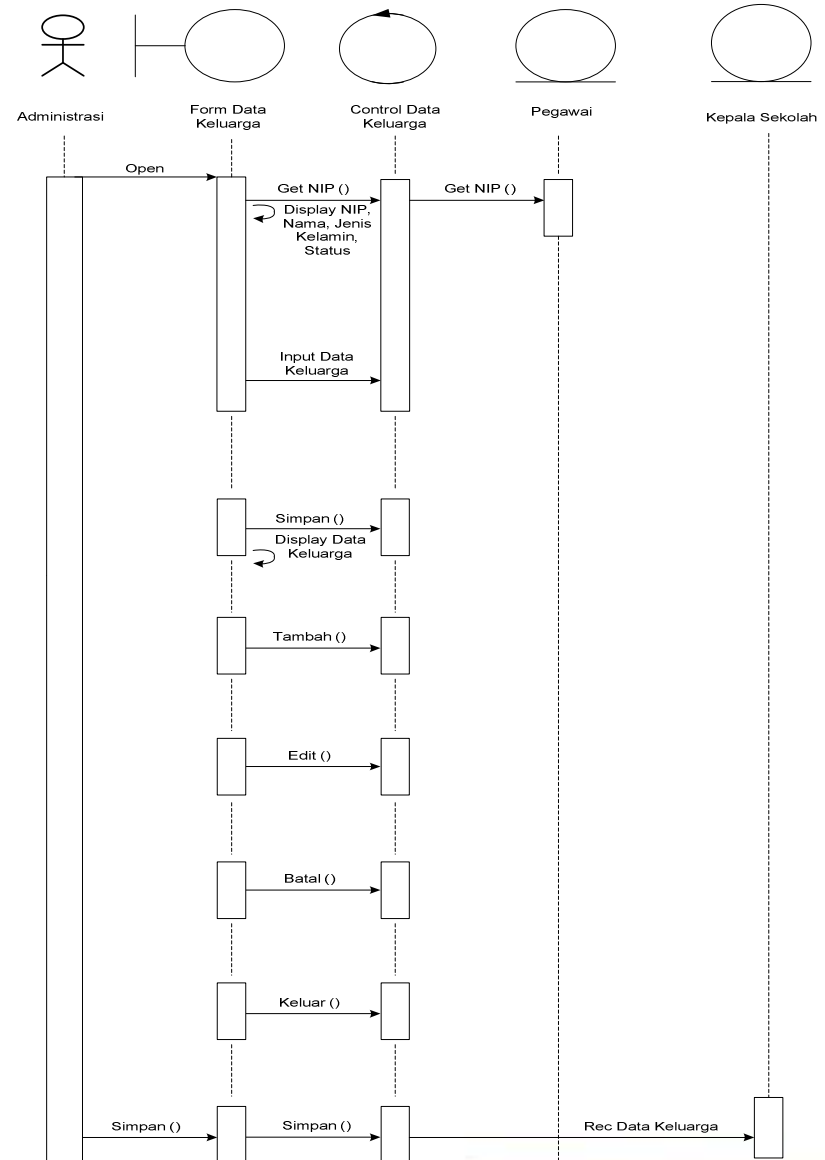 Administrasi
Form Data
Keluarga
Control Data
Keluarga
Pegawai
Kepala Sekolah
Open
Get NIP ()
Get NIP ()
Display NIP,
Nama, Jenis
Kelamin,
Status
Input Data
Keluarga
Simpan ()
Display Data
Keluarga
Tambah ()
Edit ()
Batal ()
Keluar ()
Simpan ()
Simpan ()
Rec Data Keluarga